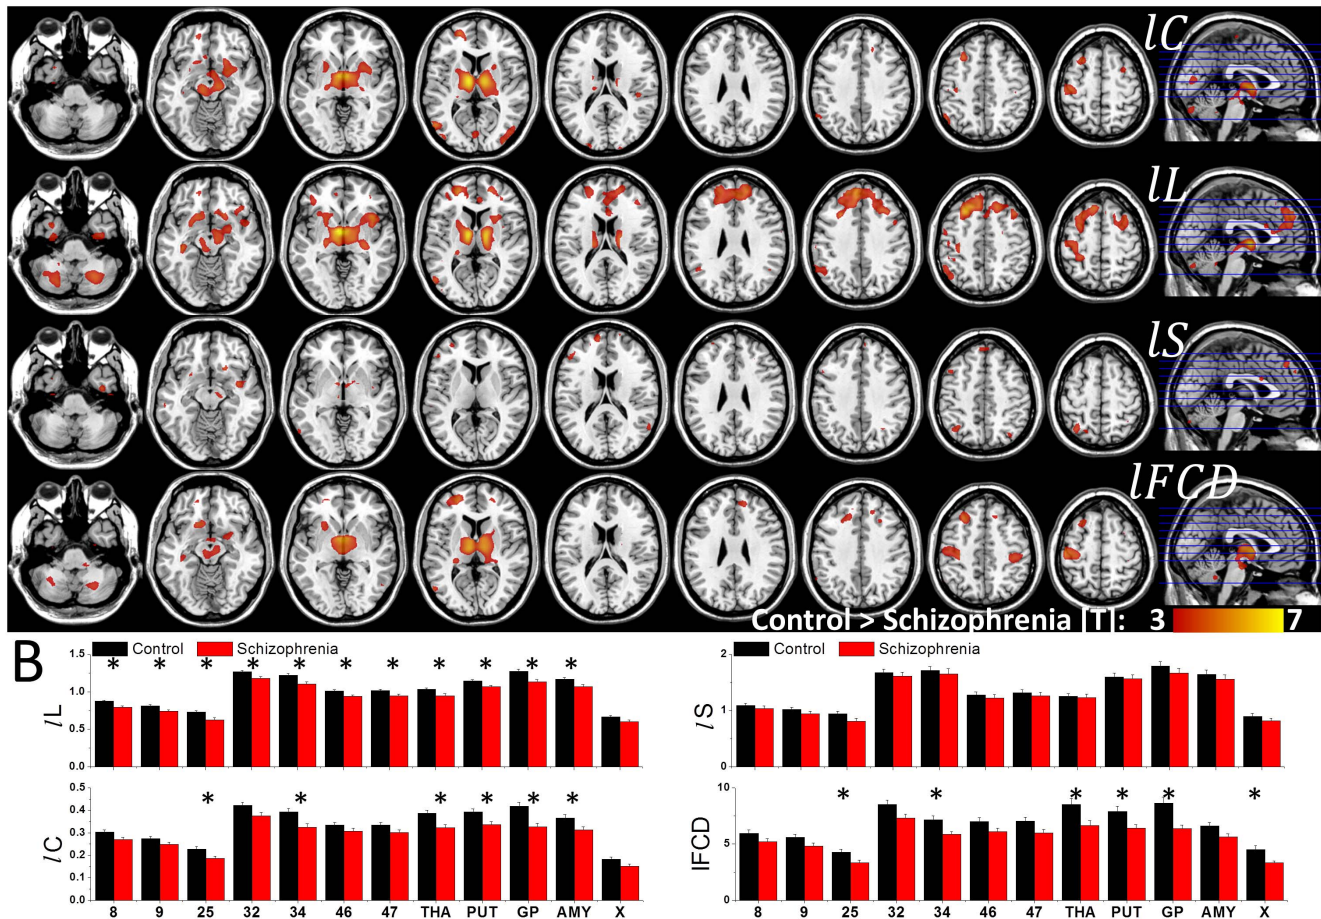 lC
lL
lS
lFCD
Control > Schizophrenia [T]: 3 7
B
Control Schizophrenia
1.5
* * * * * * * * * * *
1.0
0.5
0.0
lL
Control Schizophrenia
2
1
0
lS
0.5
* * * * * *
0.4
0.3
0.2
0.1
0.0
lC
8 9 25 32 34 46 47 THA PUT GP AMY X
10
* * * * * *
5
0
lFCD
8 9 25 32 34 46 47 THA PUT GP AMY X